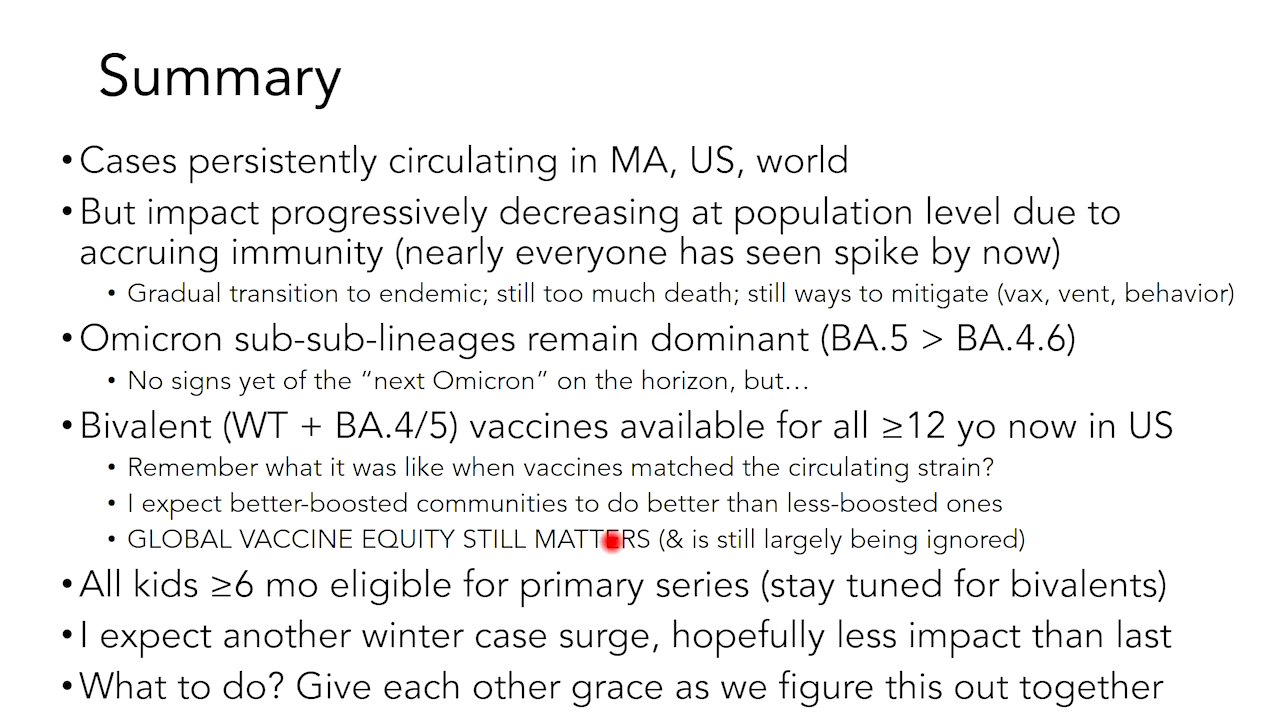 Summary
• Cases persistently circulating in MA, US, world
• But impact progressively decreasing at population level due to
accruing immunity (nearly everyone has seen spike by now)
• Gradual transition to endemic; still too much death; still ways to mitigate (vax, vent, behavior)
• Omicron sub-sub-lineages remain dominant (BA.5 > BA.4.6)
• No signs yet of the “next Omicron” on the horizon, but…
• Bivalent (WT + BA.4/5) vaccines available for all ≥12 yo now in US
• Remember what it was like when vaccines matched the circulating strain?
• I expect better-boosted communities to do better than less-boosted ones
• GLOBAL VACCINE EQUITY STILL MATTERS (& is still largely being ignored)
• All kids ≥6 mo eligible for primary series (stay tuned for bivalents)
• I expect another winter case surge, hopefully less impact than last
• What to do? Give each other grace as we figure this out together